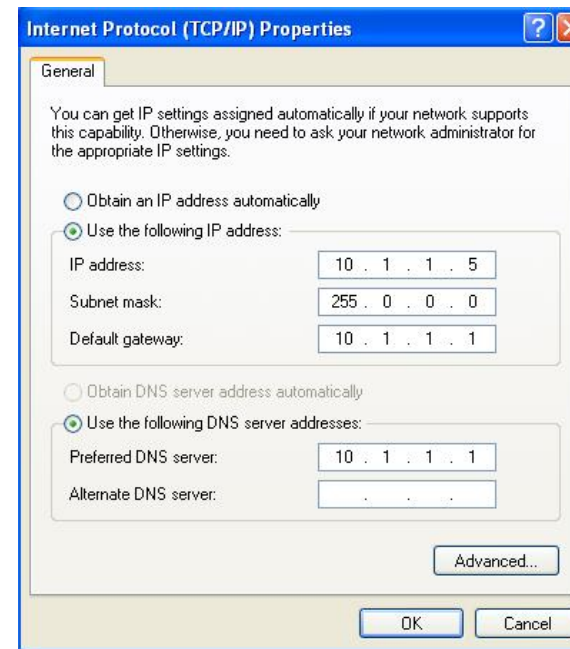 Internet Protocol (TCP/IP) Properties
General
You can get IP settings assigned automatically if your network supports
this capability. Otherwise, you need to ask your network administrator for
the appropriate IP settings.
Obtain an IP address automatically
Use the following IP address:
IP address: 10 . 1 . 1 . 5
Subnet mask: 255 . 0 . 0 . 0
Default gateway: 10 . 1 . 1 . 1
Obtain DNS server address automatically
Use the following DNS server addresses:
Preferred DNS server: 10 . 1 . 1 . 1
Alternate DNS server: . . .
Advanced...
OK Cancel